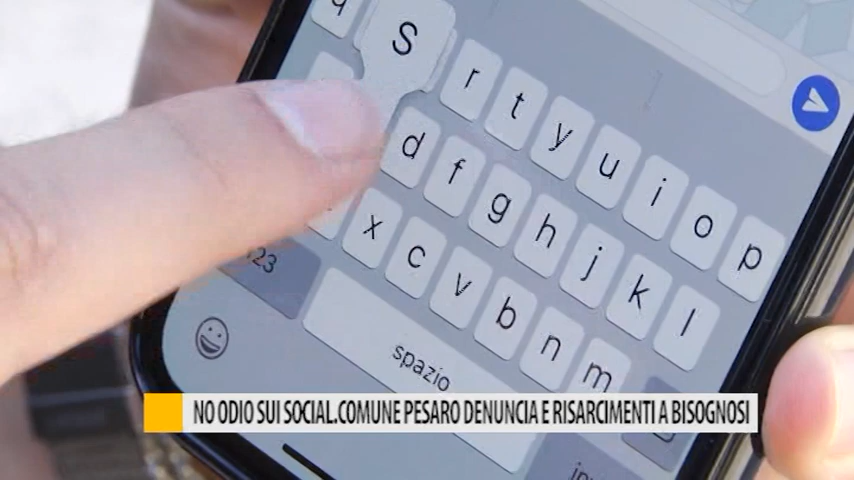 q
S r t y u i o p
d f g h j k l
x c v b n m
123 spazio
NO ODIO SUI SOCIAL.COMUNE PESARO DENUNCIA E RISARCIMENTI A BISOGNOSI